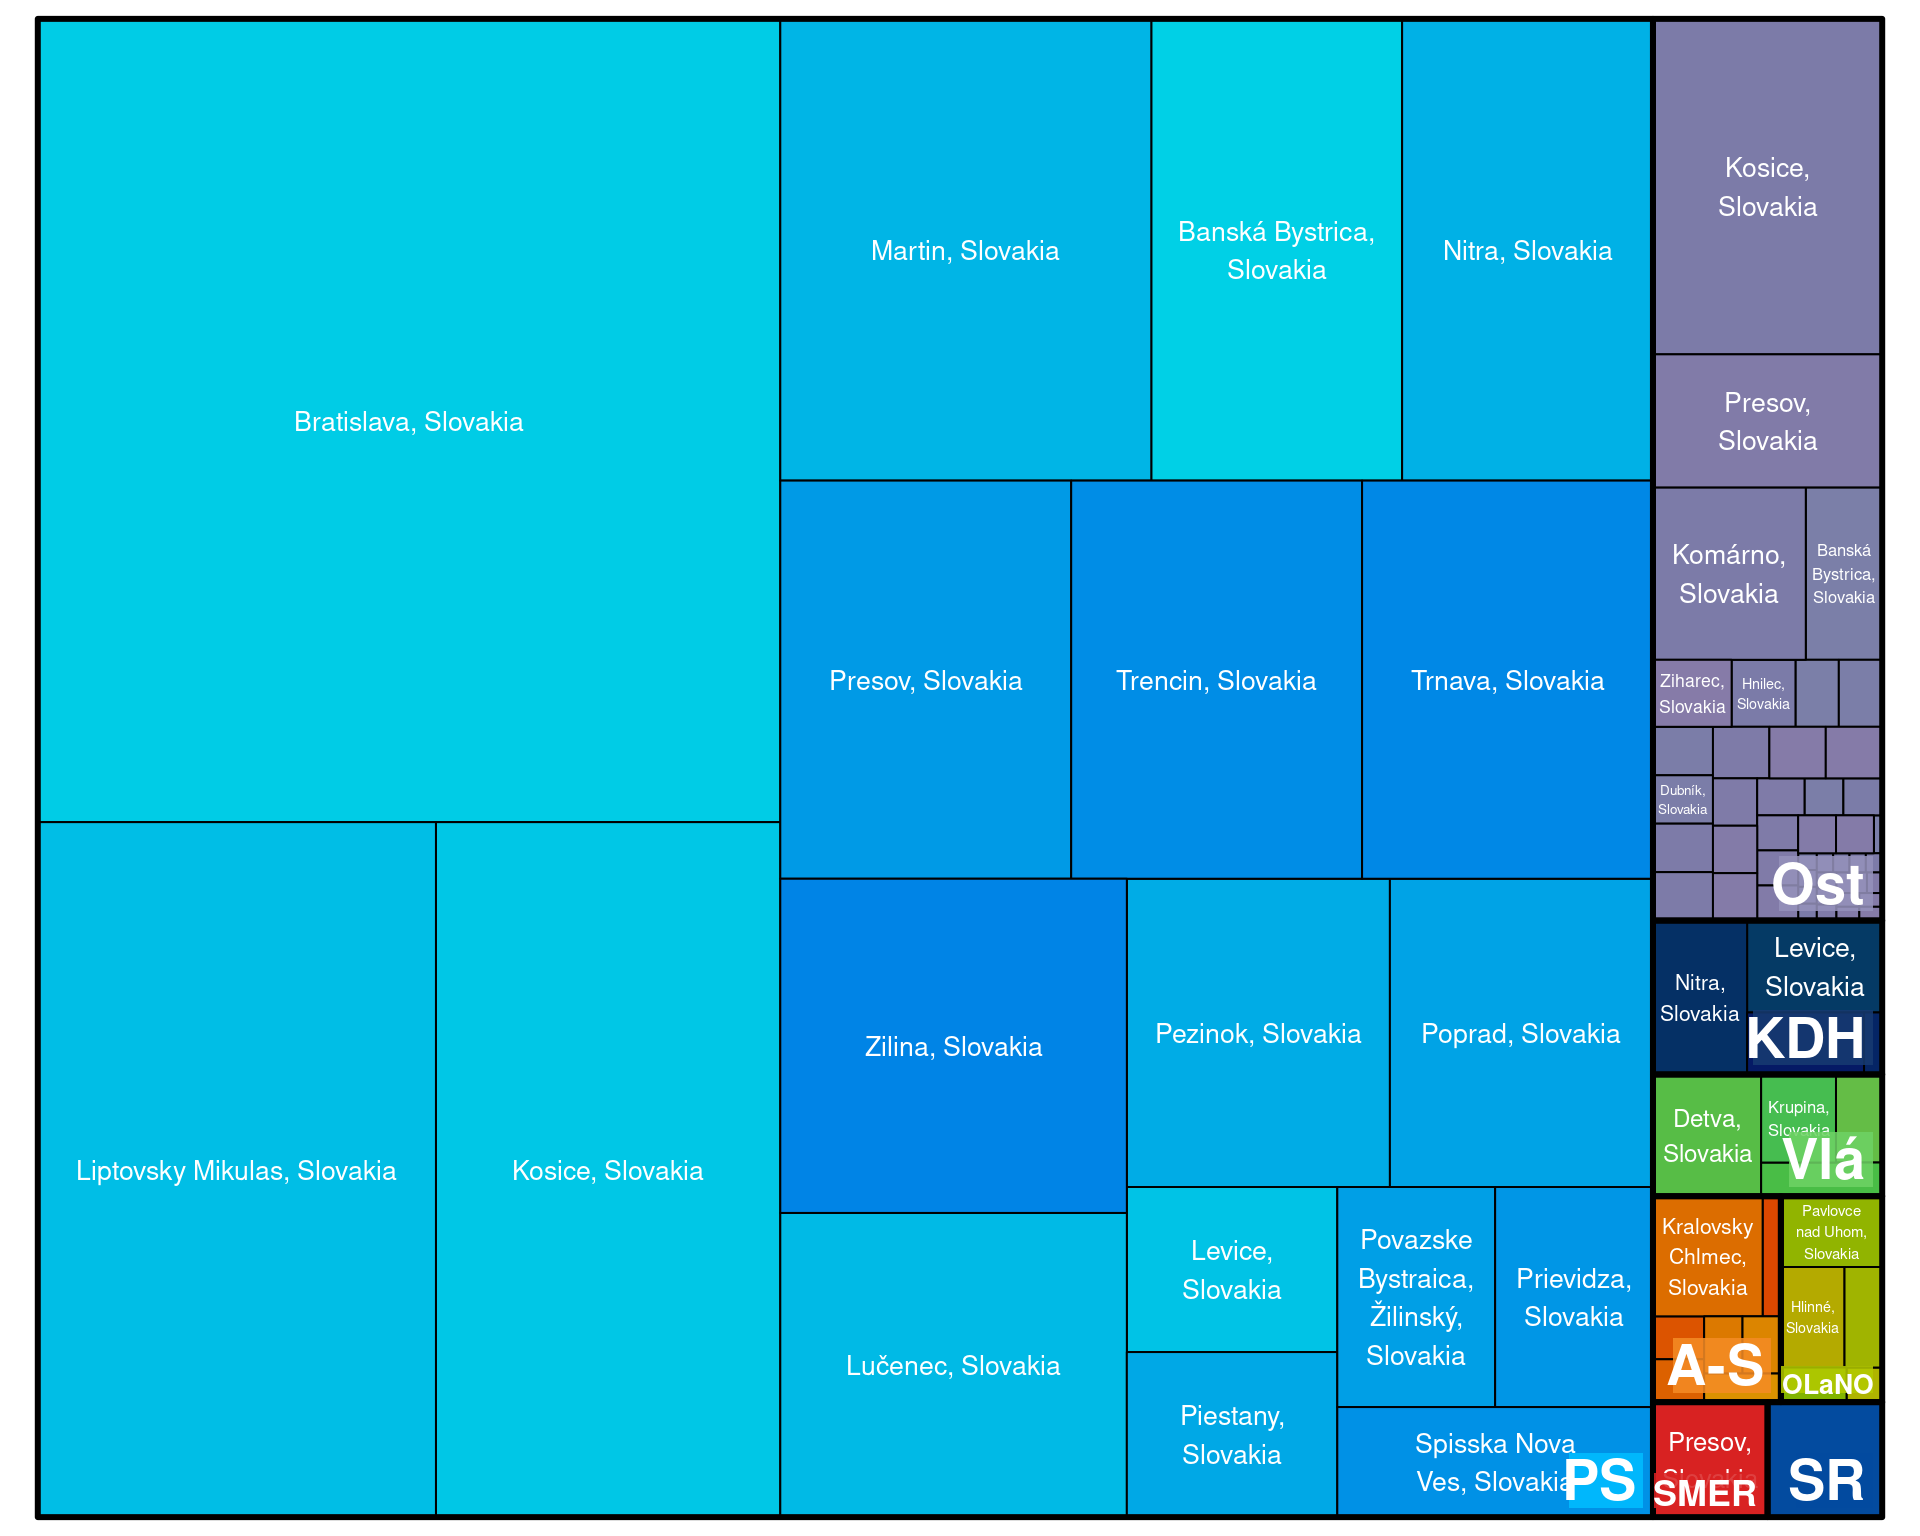 Bratislava, Slovakia
Liptovsky Mikulas, Slovakia
Kosice, Slovakia
Martin, Slovakia
Banská Bystrica,
Slovakia
Nitra, Slovakia
Presov, Slovakia
Trencin, Slovakia
Trnava, Slovakia
Zilina, Slovakia
Pezinok, Slovakia
Poprad, Slovakia
Lučenec, Slovakia
Levice,
Slovakia
Piestany,
Slovakia
Povazske
Bystraica,
Žilinský,
Slovakia
Prievidza,
Slovakia
Spisska Nova
Ves, Slovakia
PS
Kosice,
Slovakia
Presov,
Slovakia
Komárno,
Slovakia
Banská
Bystrica,
Slovakia
Ziharec,
Slovakia
Hnilec,
Slovakia
Dubník,
Slovakia
Ost
Nitra,
Slovakia
Levice,
Slovakia
KDH
Detva,
Slovakia
Krupina,
Slovakia
Vlá
Kralovsky
Chlmec,
Slovakia
A-S
Pavlovce
nad Uhom,
Slovakia
Hlinné,
Slovakia
OLaNO
Presov,
Slovakia
SMER
SR